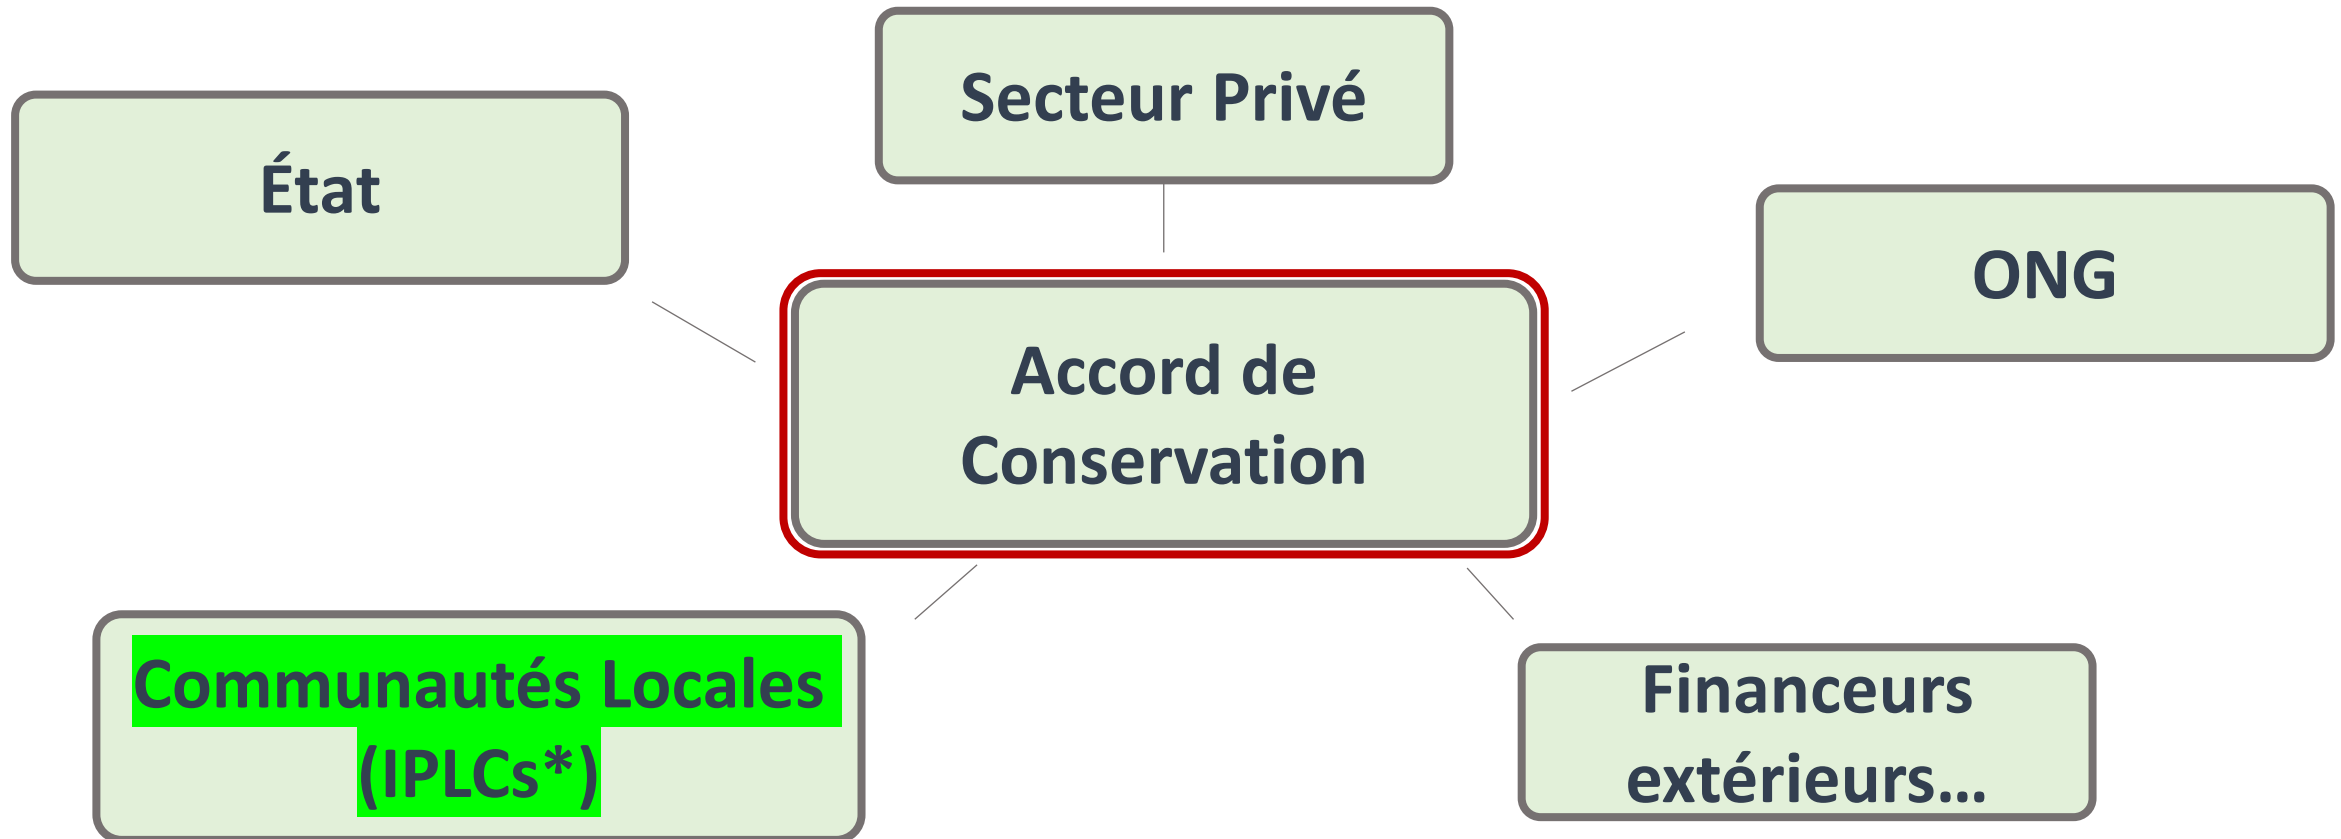 Secteur Privé
État
ONG
Accord de
Conservation
Communautés Locales
(IPLCs*)
Financeurs
extérieurs...